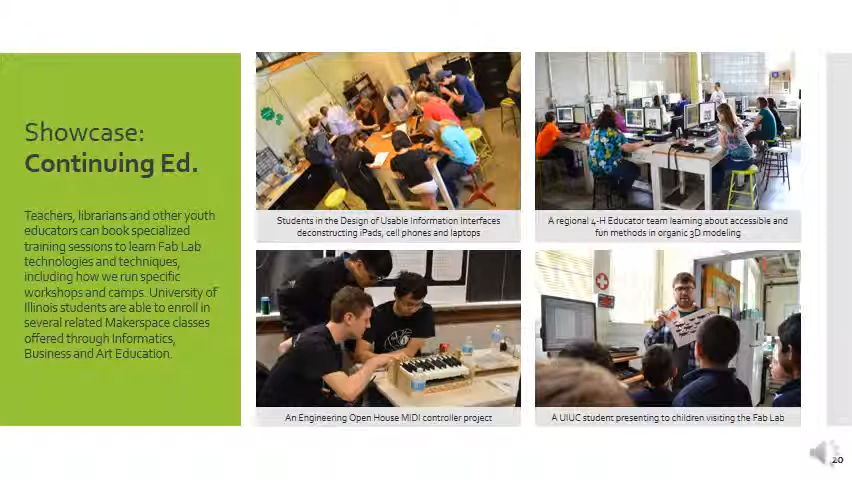 Showcase:
Continuing Ed.
Teachers, librarians and other youth
educators can book specialized
training sessions to learn Fab Lab
technologies and techniques,
including how we run specific
workshops and camps. University of
Illinois students are able to enroll in
several related Makerspace classes
offered through Informatics,
Business and Art Education.
Students in the Design of Usable Information Interfaces
deconstructing iPads, cell phones and laptops
A regional 4-H Educator team learning about accessible and
fun methods in organic 3D modeling
An Engineering Open House MIDI controller project
A UIUC student presenting to children visiting the Fab Lab
20